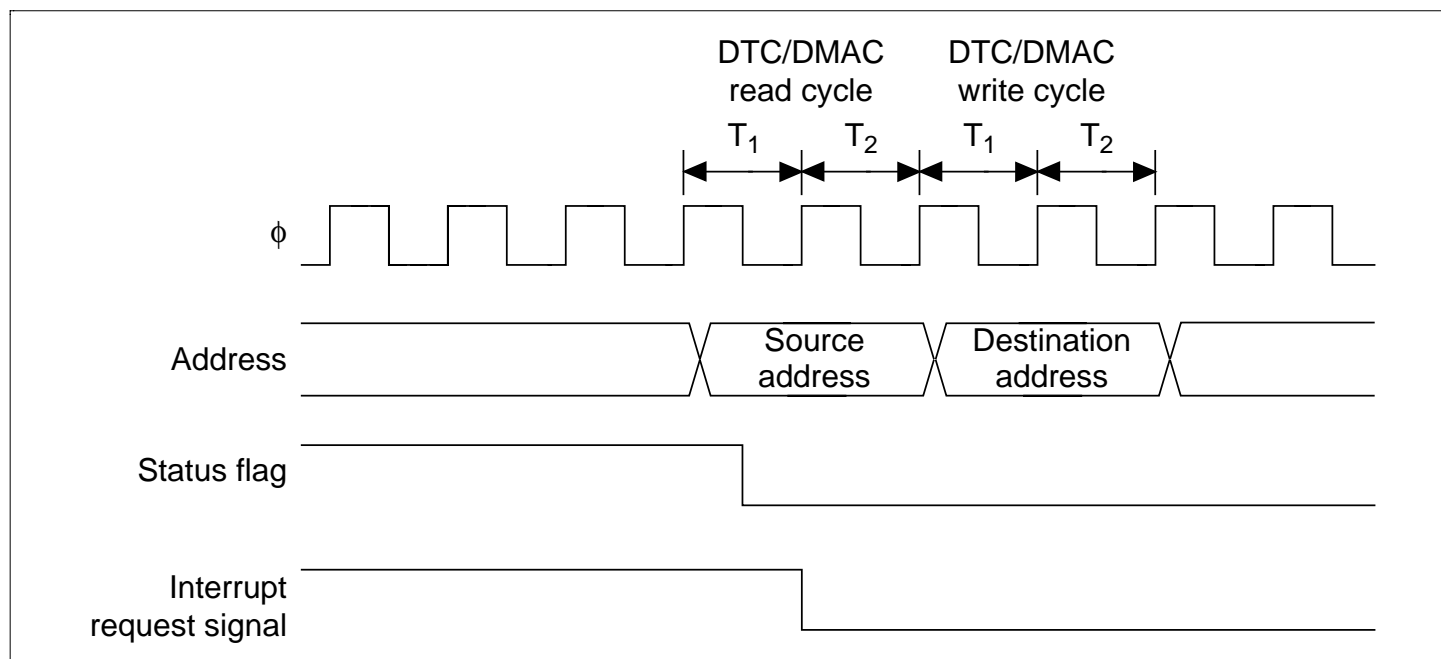 DTC/DMAC DTC/DMAC
read cycle write cycle
T1 T2 T1 T2
ϕ
Address
Source Destination
address address
Status flag
Interrupt
request signal